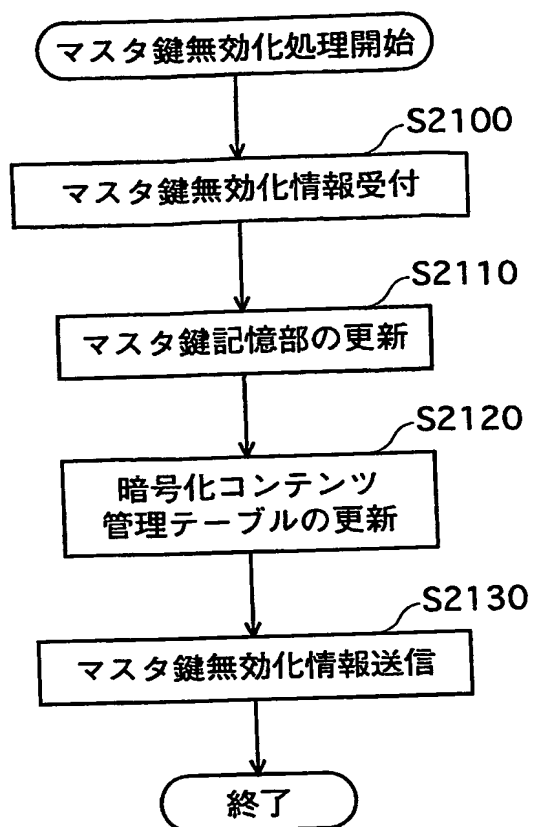 マスタ鍵無効化処理開始
S2100
マスタ鍵無効化情報受付
S2110
マスタ鍵記憶部の更新
S2120
暗号化コンテンツ
管理テーブルの更新
S2130
マスタ鍵無効化情報送信
終了